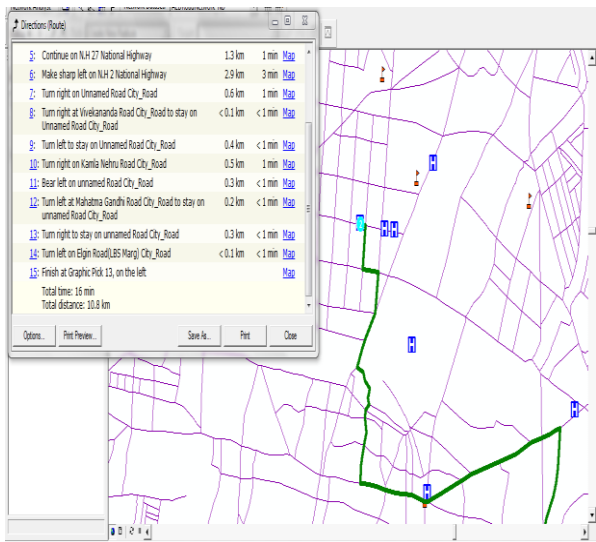 Directions (Route)
5: Continue on N.H 27 National Highway 1.3 km 1 min Map
6: Make sharp left on N.H 2 National Highway 2.9 km 3 min Map
7: Turn right on Unnamed Road City_Road 0.6 km 1 min Map
8: Turn right at Vivekananda Road City_Road to stay on < 0.1 km < 1 min Map
Unnamed Road City_Road
9: Turn left to stay on Unnamed Road City_Road 0.4 km < 1 min Map
10: Turn right on Kamla Nehru Road City_Road 0.5 km 1 min Map
11: Bear left on unnamed Road City_Road 0.3 km < 1 min Map
12: Turn left at Mahatma Gandhi Road City_Road to stay on 0.2 km < 1 min Map
unnamed Road City_Road
13: Turn right to stay on unnamed Road City_Road 0.3 km < 1 min Map
14: Turn left on Elgin Road(LBS Marg) City_Road < 0.1 km < 1 min Map
15: Finish at Graphic Pick 13, on the left Map
Total time: 16 min
Total distance: 10.8 km
Options... Print Preview... Save As... Print Close
H
H H
H
H
H